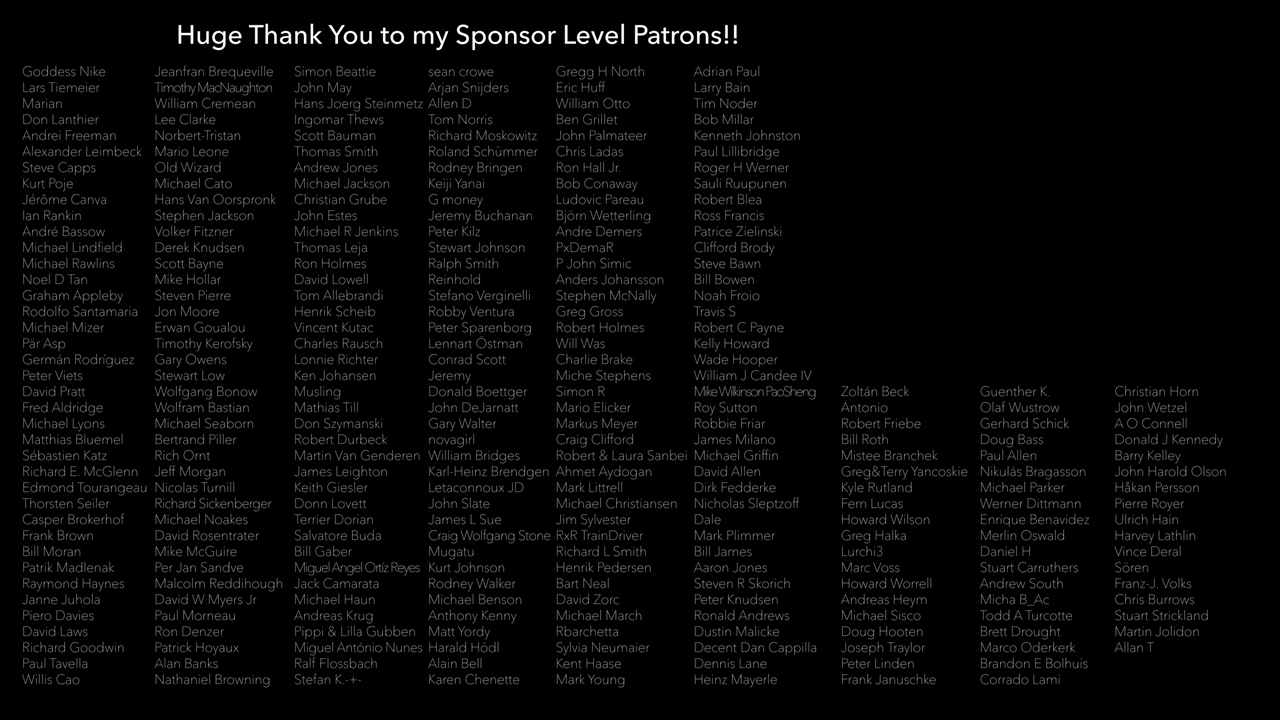 Huge Thank You to my Sponsor Level Patrons!!
Goddess Nike
Lars Tiemeier
Marian
Don Lanthier
Andrei Freeman
Alexander Leimbeck
Steve Capps
Kurt Poje
Jérôme Canva
Ian Rankin
André Bassow
Michael Lindfield
Michael Rawlins
Noel D Tan
Graham Appleby
Rodolfo Santamaria
Michael Mizer
Pär Asp
Germán Rodríguez
Peter Viets
David Pratt
Fred Aldridge
Michael Lyons
Matthias Bluemel
Sébastien Katz
Richard E. McGlenn
Edmond Tourangeau
Thorsten Seiler
Casper Brokerhof
Frank Brown
Bill Moran
Patrik Madlenak
Raymond Haynes
Janne Juhola
Piero Davies
David Laws
Richard Goodwin
Paul Tavella
Willis Cao
Jeanfran Brequeville
Timothy MacNaughton
William Cremean
Lee Clarke
Norbert-Tristan
Mario Leone
Old Wizard
Michael Cato
Hans Van Oorspronk
Stephen Jackson
Volker Fitzner
Derek Knudsen
Scott Bayne
Mike Hollar
Steven Pierre
Jon Moore
Erwan Goualou
Timothy Kerofsky
Gary Owens
Stewart Low
Wolfgang Bonow
Wolfram Bastian
Michael Seaborn
Bertrand Piller
Rich Ornt
Jeff Morgan
Nicolas Turnill
Richard Sickenberger
Michael Noakes
David Rosentrater
Mike McGuire
Per Jan Sandve
Malcolm Reddihough
David W Myers Jr
Paul Morneau
Ron Denzer
Patrick Hoyaux
Alan Banks
Nathaniel Browning
Simon Beattie
John May
Hans Joerg Steinmetz
Ingomar Thews
Scott Bauman
Thomas Smith
Andrew Jones
Michael Jackson
Christian Grube
John Estes
Michael R Jenkins
Thomas Leja
Ron Holmes
David Lowell
Tom Allebrandi
Henrik Scheib
Vincent Kutac
Charles Rausch
Lonnie Richter
Ken Johansen
Musling
Mathias Till
Don Szymanski
Robert Durbeck
Martin Van Genderen
James Leighton
Keith Giesler
Donn Lovett
Terrier Dorian
Salvatore Buda
Bill Gaber
Miguel Angel Ortíz Reyes
Jack Camarata
Michael Haun
Andreas Krug
Pippi & Lilla Gubben
Miguel António Nunes
Ralf Flossbach
Stefan K.-+-
sean crowe
Arjan Snijders
Allen D
Tom Norris
Richard Moskowitz
Roland Schümmer
Rodney Bringen
Keiji Yanai
G money
Jeremy Buchanan
Peter Kilz
Stewart Johnson
Ralph Smith
Reinhold
Stefano Verginelli
Robby Ventura
Peter Sparenborg
Lennart Östman
Conrad Scott
Jeremy
Donald Boettger
John DeJarnatt
Gary Walter
novagirl
William Bridges
Karl-Heinz Brendgen
Letaconnoux JD
John Slate
James L Sue
Craig Wolfgang Stone
Mugatu
Kurt Johnson
Rodney Walker
Michael Benson
Anthony Kenny
Matt Yordy
Harald Hödl
Alain Bell
Karen Chenette
Gregg H North
Eric Huff
William Otto
Ben Grillet
John Palmateer
Chris Ladas
Ron Hall Jr.
Bob Conaway
Ludovic Pareau
Björn Wetterling
Andre Demers
PxDemaR
P John Simic
Anders Johansson
Stephen McNally
Greg Gross
Robert Holmes
Will Was
Charlie Brake
Miche Stephens
Simon R
Mario Elicker
Markus Meyer
Craig Clifford
Robert & Laura Sanbei
Ahmet Aydogan
Mark Littrell
Michael Christiansen
Jim Sylvester
RxR TrainDriver
Richard L Smith
Henrik Pedersen
Bart Neal
David Zorc
Michael March
Rbarchetta
Sylvia Neumaier
Kent Haase
Mark Young
Adrian Paul
Larry Bain
Tim Noder
Bob Millar
Kenneth Johnston
Paul Lillibridge
Roger H Werner
Sauli Ruupunen
Robert Blea
Ross Francis
Patrice Zielinski
Clifford Brody
Steve Bawn
Bill Bowen
Noah Froio
Travis S
Robert C Payne
Kelly Howard
Wade Hooper
William J Candee IV
Mike Wilkinson PaoSheng
Roy Sutton
Robbie Friar
James Milano
Michael Griffin
David Allen
Dirk Fedderke
Nicholas Sleptzoff
Dale
Mark Plimmer
Bill James
Aaron Jones
Steven R Skorich
Peter Knudsen
Ronald Andrews
Dustin Malicke
Decent Dan Cappilla
Dennis Lane
Heinz Mayerle
Zoltán Beck
Antonio
Robert Friebe
Bill Roth
Mistee Branchek
Greg&Terry Yancoskie
Kyle Rutland
Fern Lucas
Howard Wilson
Greg Halka
Lurchi3
Marc Voss
Howard Worrell
Andreas Heym
Michael Sisco
Doug Hooten
Joseph Traylor
Peter Linden
Frank Januschke
Guenther K.
Olaf Wustrow
Gerhard Schick
Doug Bass
Paul Allen
Nikulás Bragasson
Michael Parker
Werner Dittmann
Enrique Benavidez
Merlin Oswald
Daniel H
Stuart Carruthers
Andrew South
Micha B_Ac
Todd A Turcotte
Brett Drought
Marco Oderkerk
Brandon E Bolhuis
Corrado Lami
Christian Horn
John Wetzel
A O Connell
Donald J Kennedy
Barry Kelley
John Harold Olson
Håkan Persson
Pierre Royer
Ulrich Hain
Harvey Lathlin
Vince Deral
Sören
Franz-J. Volks
Chris Burrows
Stuart Strickland
Martin Jolidon
Allan T